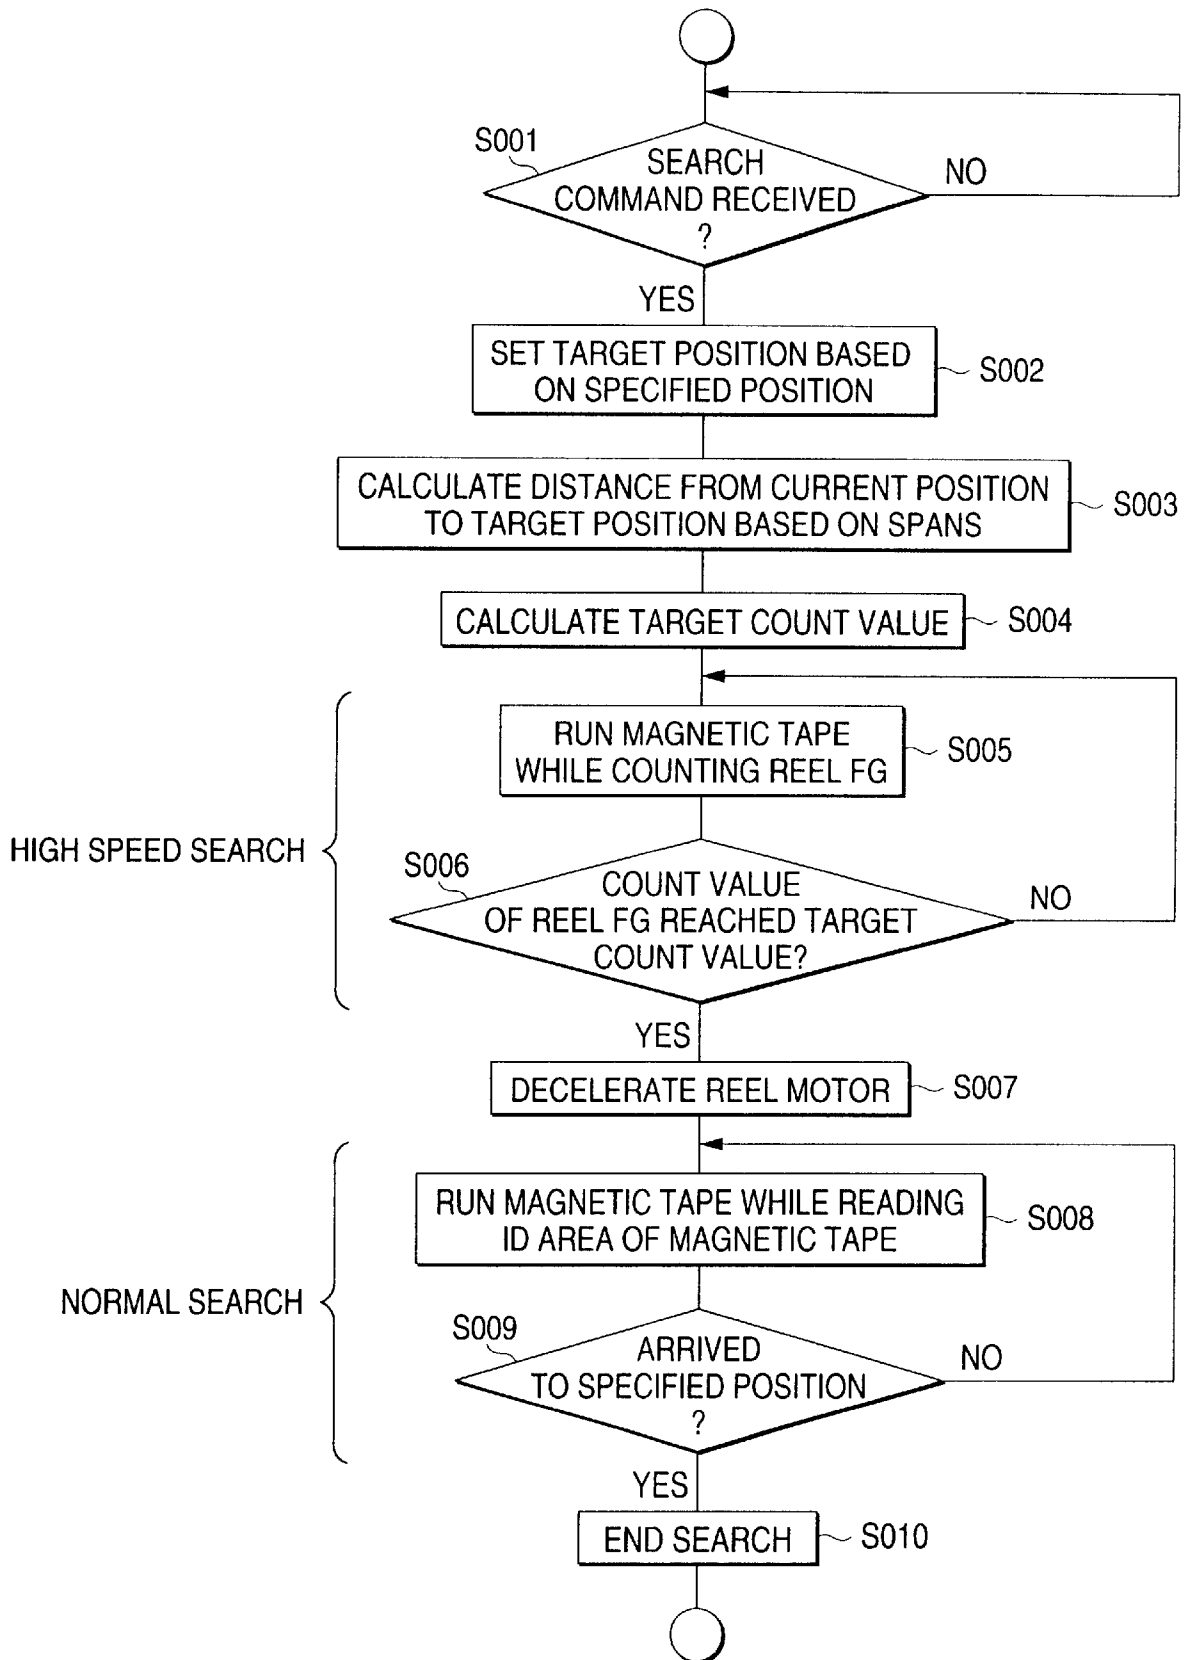 S001
SEARCH
COMMAND RECEIVED
?
NO
YES
SET TARGET POSITION BASED
ON SPECIFIED POSITION
S002
CALCULATE DISTANCE FROM CURRENT POSITION
TO TARGET POSITION BASED ON SPANS
S003
CALCULATE TARGET COUNT VALUE
S004
HIGH SPEED SEARCH
RUN MAGNETIC TAPE
WHILE COUNTING REEL FG
S005
S006
COUNT VALUE
OF REEL FG REACHED TARGET
COUNT VALUE?
NO
YES
DECELERATE REEL MOTOR
S007
NORMAL SEARCH
RUN MAGNETIC TAPE WHILE READING
ID AREA OF MAGNETIC TAPE
S008
S009
ARRIVED
TO SPECIFIED POSITION
?
NO
YES
END SEARCH
S010